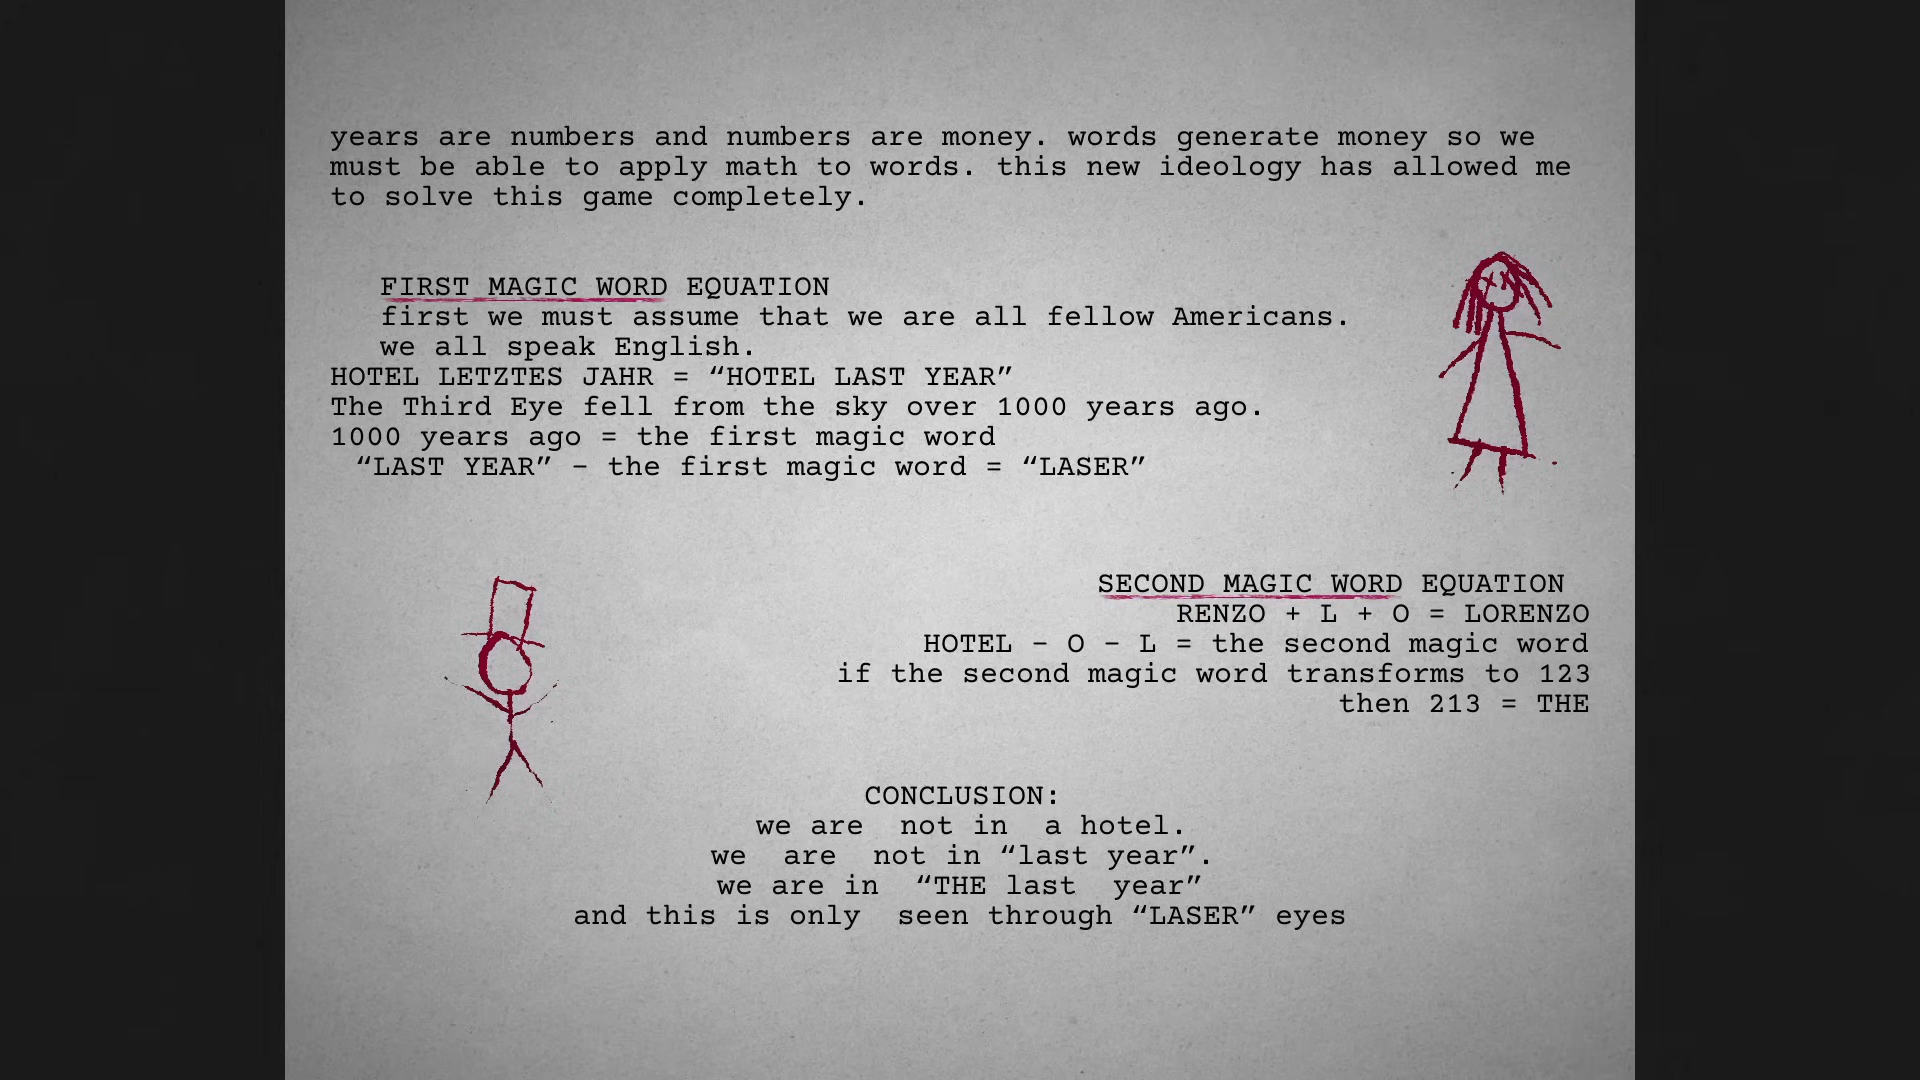 years are numbers and numbers are money. words generate money so we
must be able to apply math to words. this new ideology has allowed me
to solve this game completely.
FIRST MAGIC WORD EQUATION
first we must assume that we are all fellow Americans.
we all speak English.
HOTEL LETZTES JAHR = “HOTEL LAST YEAR”
The Third Eye fell from the sky over 1000 years ago.
1000 years ago = the first magic word
“LAST YEAR” – the first magic word = “LASER”
SECOND MAGIC WORD EQUATION
RENZO + L + O = LORENZO
HOTEL – O – L = the second magic word
if the second magic word transforms to 123
then 213 = THE
CONCLUSION:
we are not in a hotel.
we are not in “last year”.
we are in “THE last year”
and this is only seen through “LASER” eyes